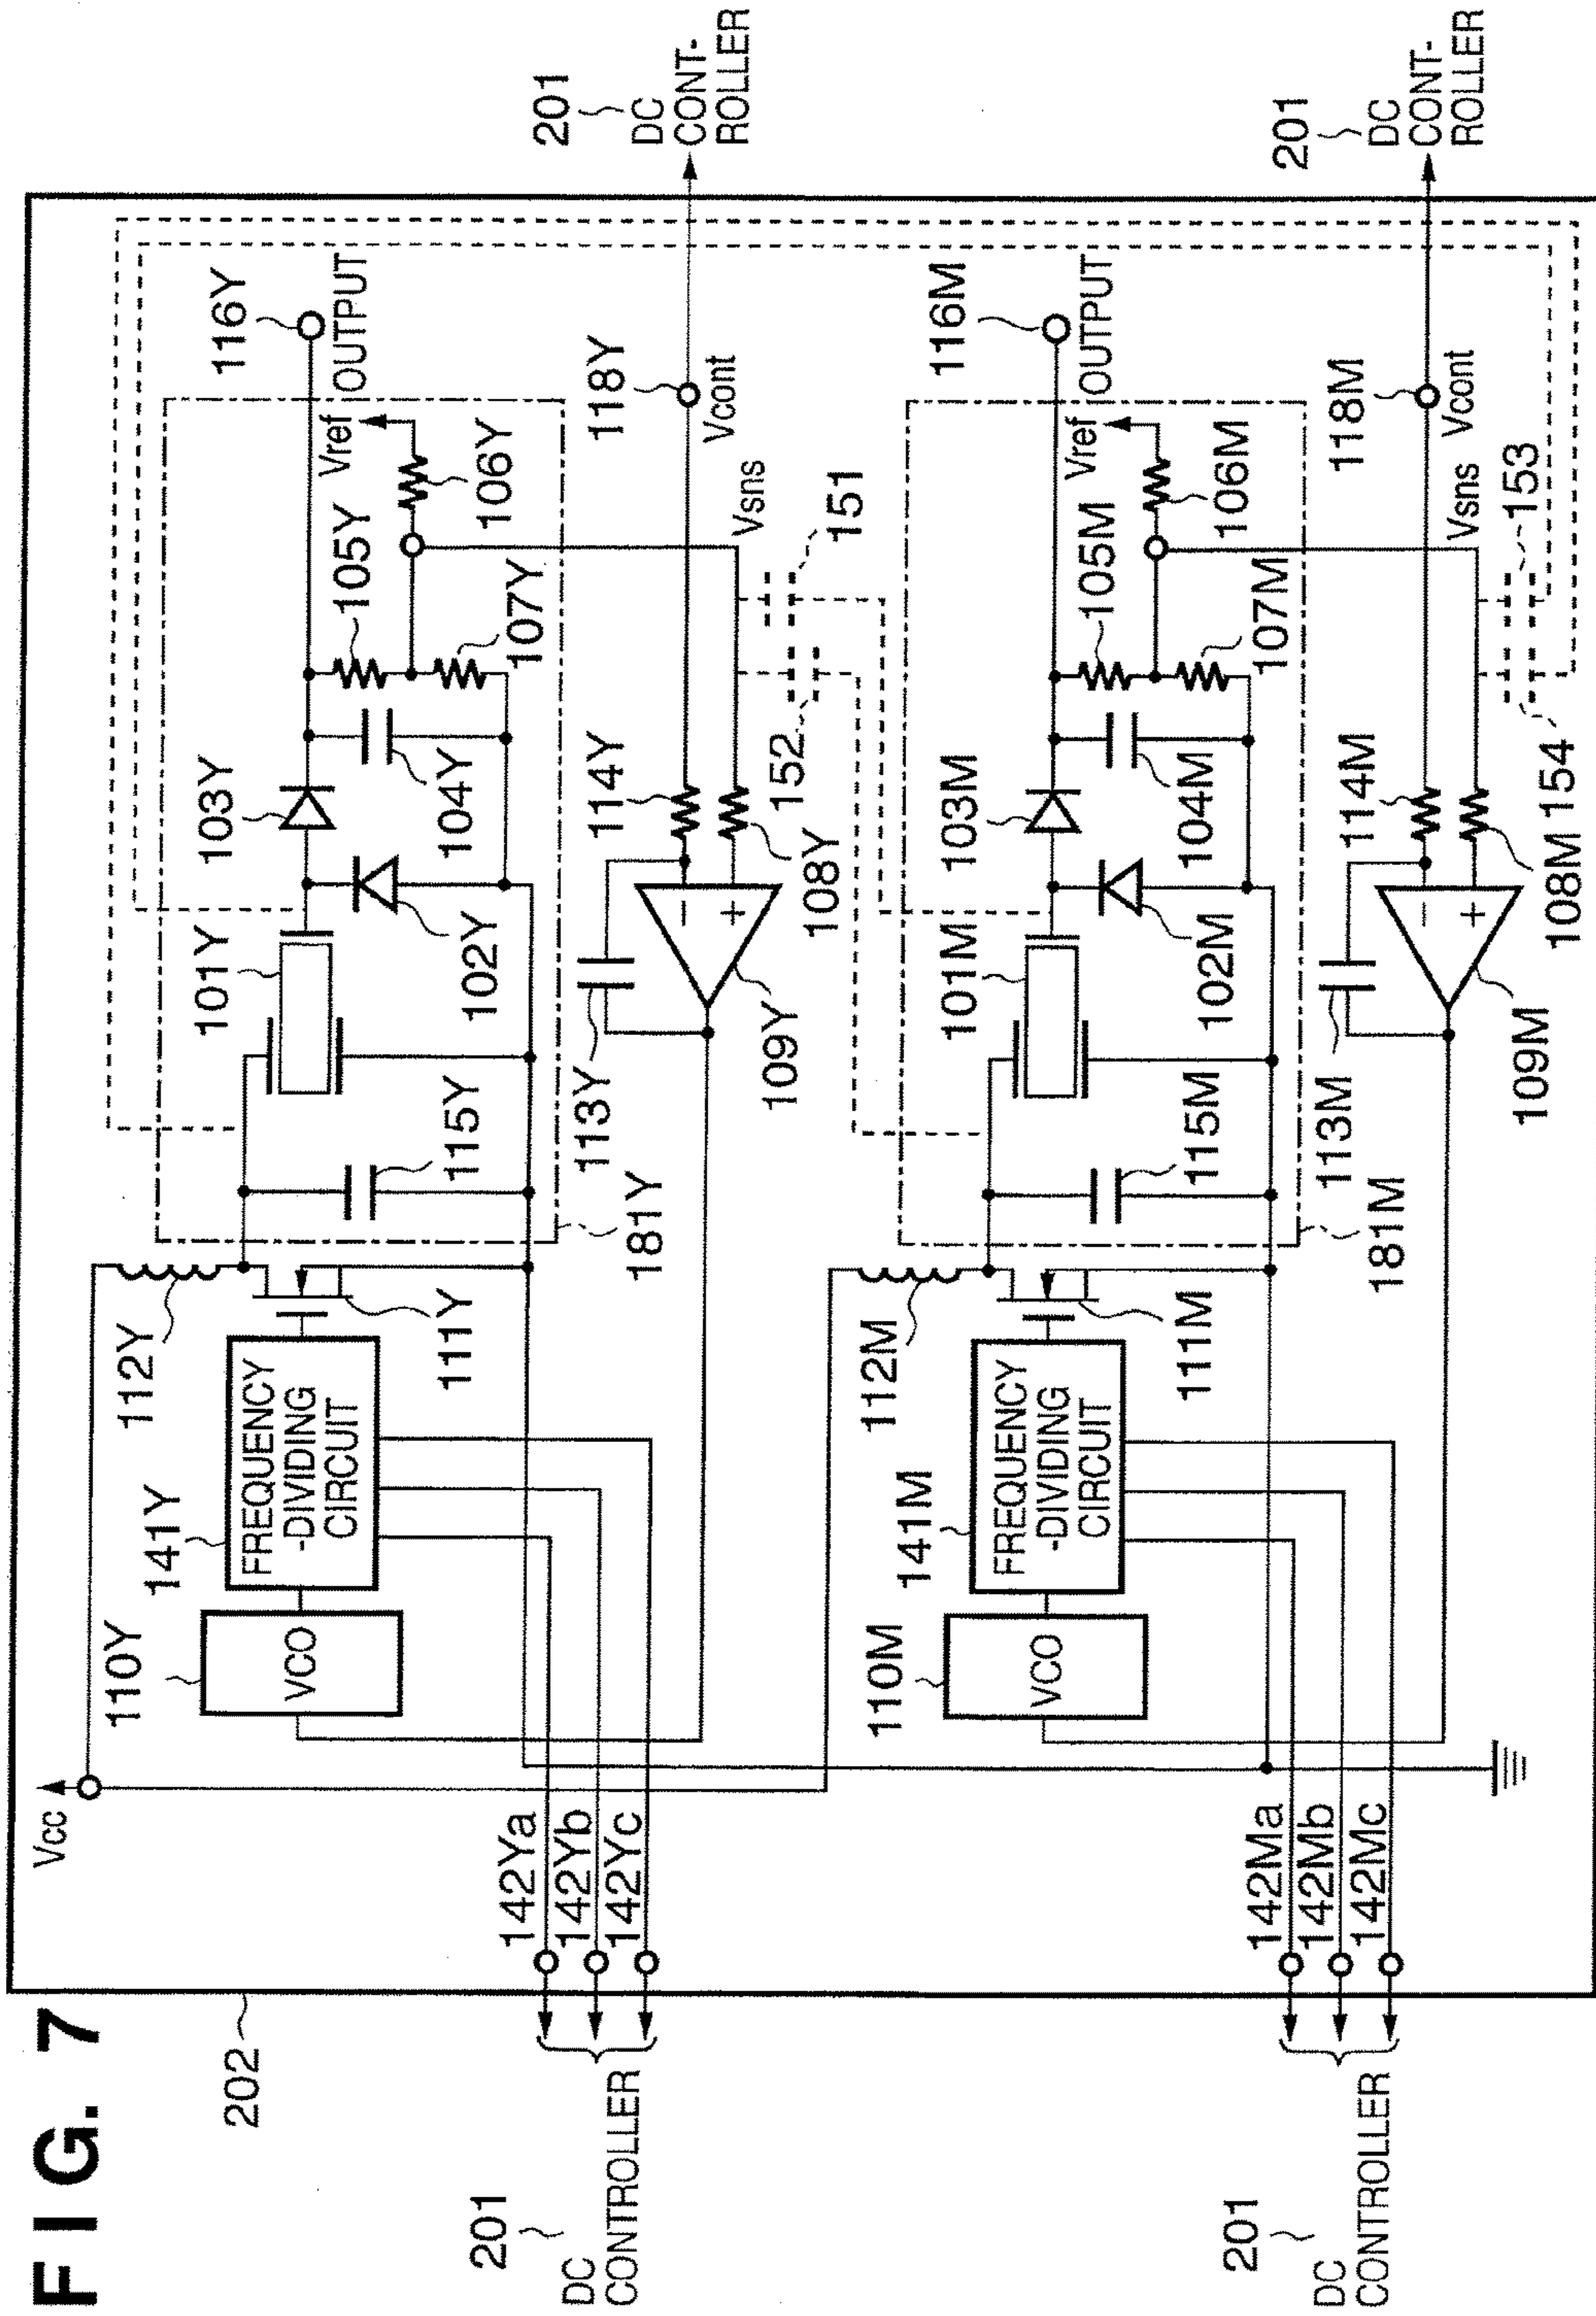 FIG. 7
202
Vcc
110Y
VCO
141Y
FREQUENCY
-DIVIDING
CIRCUIT
112Y
111Y
115Y
181Y
101Y
102Y
103Y
104Y
105Y
107Y
106Y
Vref
116Y
OUTPUT
113Y
109Y
-
+
108Y
114Y
152
151
Vsns
Vcont
118Y
201
DC
CONT-
ROLLER
142Ya
142Yb
142Yc
201
DC
CONTROLLER
110M
VCO
141M
FREQUENCY
-DIVIDING
CIRCUIT
112M
111M
115M
181M
101M
102M
103M
104M
105M
107M
106M
Vref
116M
OUTPUT
113M
109M
-
+
108M
114M
154
153
Vsns
Vcont
118M
201
DC
CONT-
ROLLER
142Ma
142Mb
142Mc
201
DC
CONTROLLER